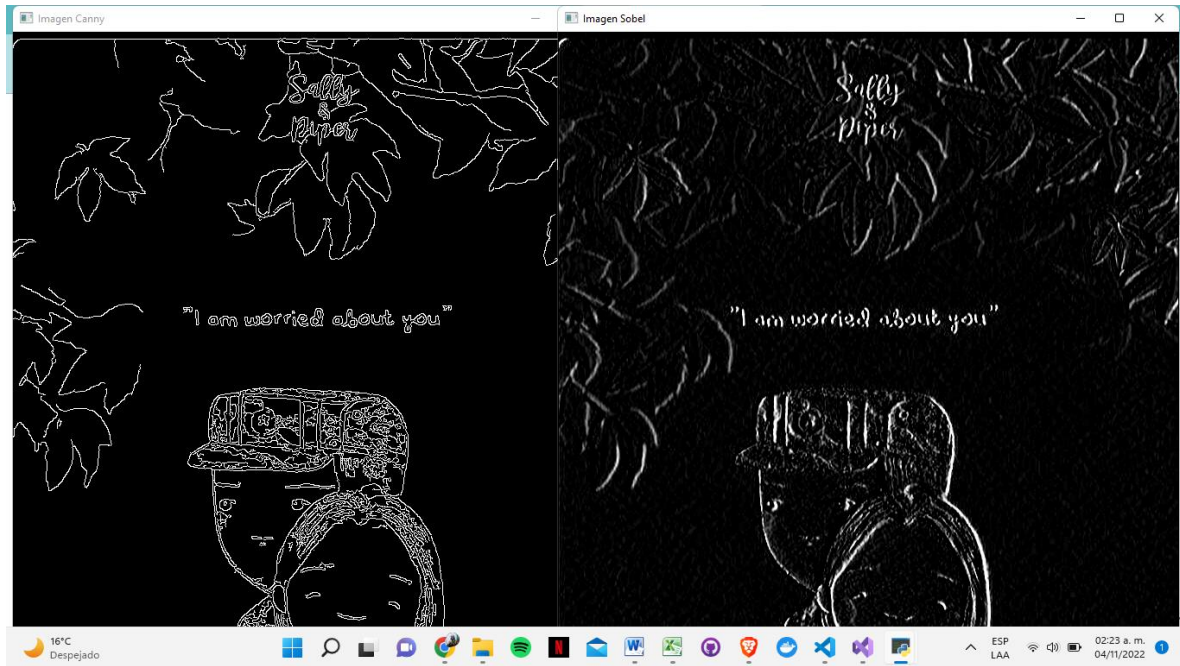 Imagen Canny
Imagen Sobel
Sally
&
Piper
Sally
&
Piper
"I am worried about you"
"I am worried about you"
16°C
Despejado
ESP
LAA
02:23 a. m.
04/11/2022
1